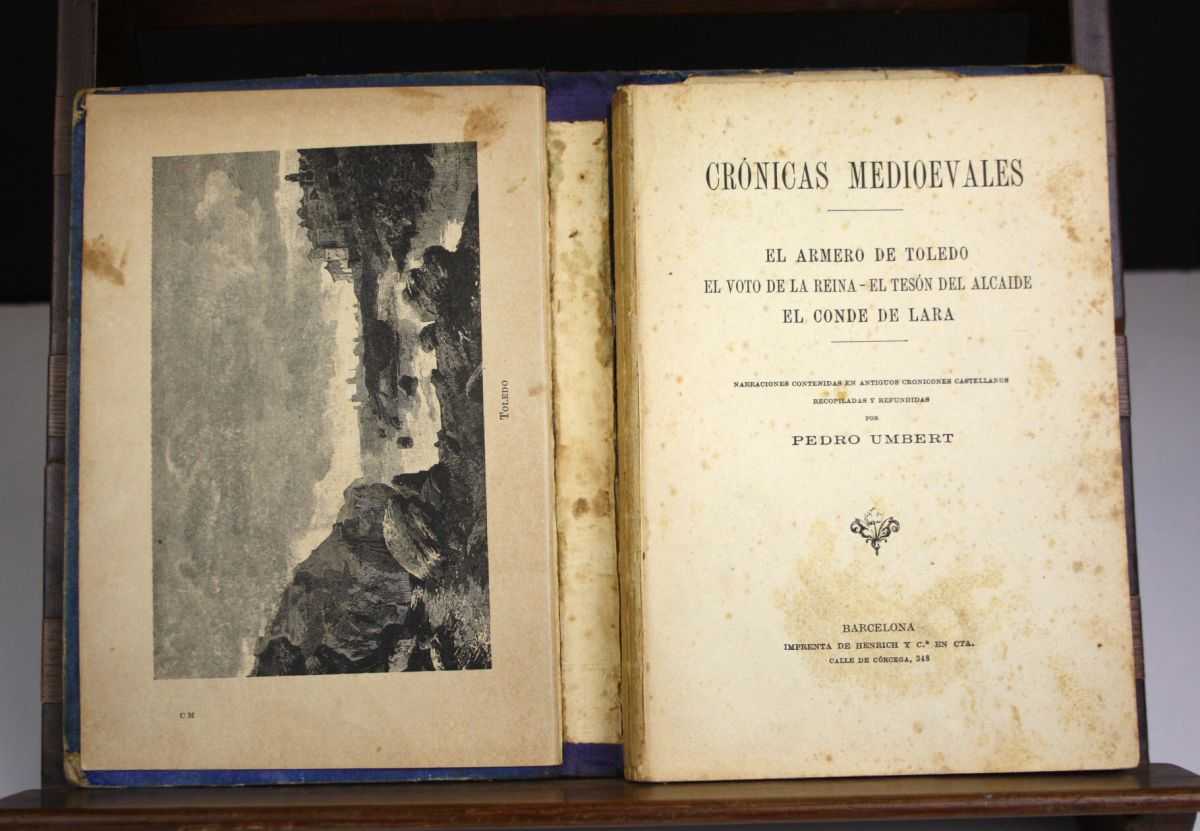 TOLEDO
C M
CRÓNICAS MEDIOEVALES
EL ARMERO DE TOLEDO
EL VOTO DE LA REINA - EL TESÓN DEL ALCAIDE
EL CONDE DE LARA
NARRACIONES CONTENIDAS EN ANTIGUOS CRONICONES CASTELLANOS
RECOPILADAS Y REFUNDIDAS
POR
PEDRO UMBERT
BARCELONA
IMPRENTA DE HENRICH Y C.ª EN CTA.
CALLE DE CÓRCEGA, 348